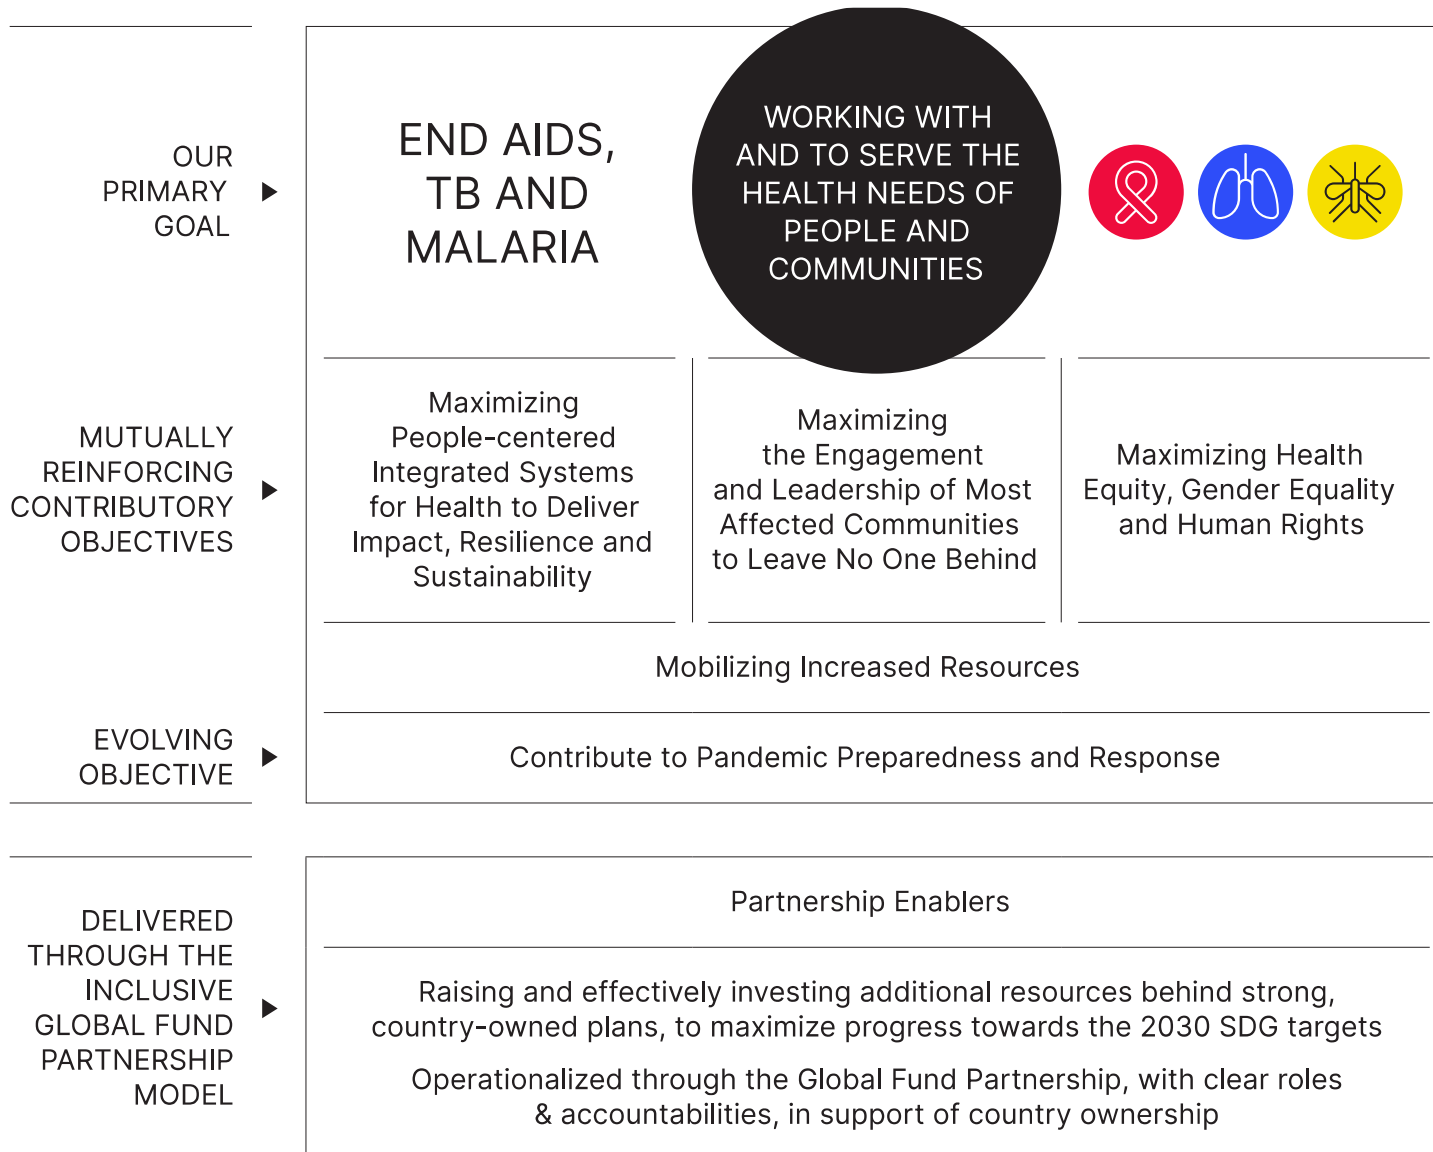 OUR
PRIMARY
GOAL
END AIDS,
TB AND
MALARIA
WORKING WITH
AND TO SERVE THE
HEALTH NEEDS OF
PEOPLE AND
COMMUNITIES
MUTUALLY
REINFORCING
CONTRIBUTORY
OBJECTIVES
Maximizing
People-centered
Integrated Systems
for Health to Deliver
Impact, Resilience and
Sustainability
Maximizing
the Engagement
and Leadership of Most
Affected Communities
to Leave No One Behind
Maximizing Health
Equity, Gender Equality
and Human Rights
Mobilizing Increased Resources
EVOLVING
OBJECTIVE
Contribute to Pandemic Preparedness and Response
DELIVERED
THROUGH THE
INCLUSIVE
GLOBAL FUND
PARTNERSHIP
MODEL
Partnership Enablers
Raising and effectively investing additional resources behind strong,
country-owned plans, to maximize progress towards the 2030 SDG targets
Operationalized through the Global Fund Partnership, with clear roles
& accountabilities, in support of country ownership